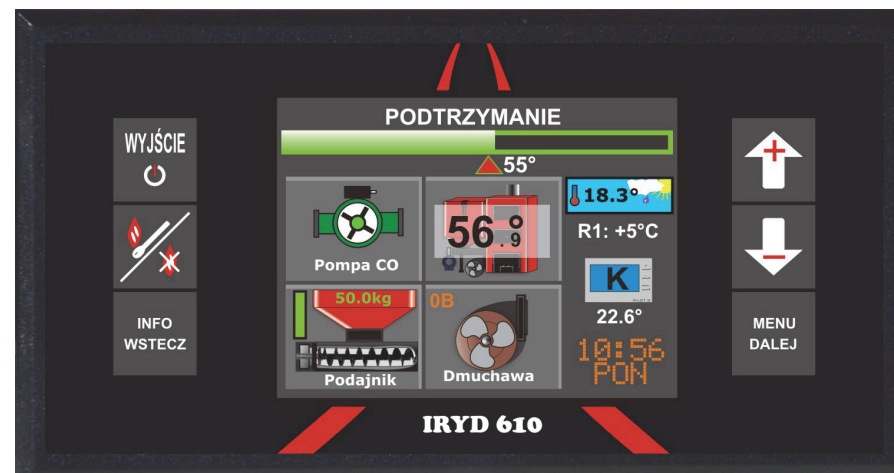 WYJŚCIE
INFO
WSTECZ
PODTRZYMANIE
55°
Pompa CO
56.9°
18.3°
R1: +5°C
K
22.6°
50.0kg
Podajnik
0B
Dmuchawa
10:56
PON
MENU
DALEJ
IRYD 610